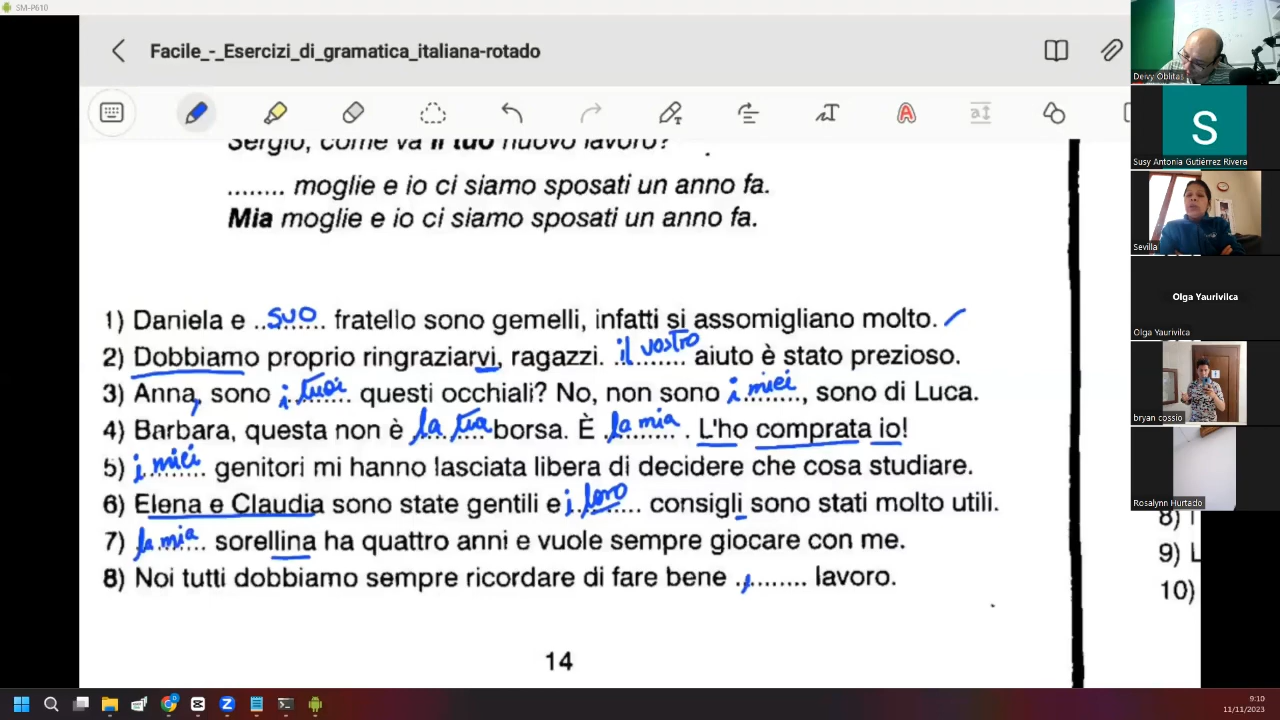 SM-P610
Facile_-_Esercizi_di_gramatica_italiana-rotado
Sergio, come va il tuo nuovo lavoro?
........ moglie e io ci siamo sposati un anno fa.
Mia moglie e io ci siamo sposati un anno fa.
1) Daniela e ..suo.. fratello sono gemelli, infatti si assomigliano molto.
2) Dobbiamo proprio ringraziarvi, ragazzi. il vostro aiuto è stato prezioso.
3) Anna, sono i tuoi questi occhiali? No, non sono i miei, sono di Luca.
4) Barbara, questa non è la tua borsa. È la mia. L'ho comprata io!
5) i miei genitori mi hanno lasciata libera di decidere che cosa studiare.
6) Elena e Claudia sono state gentili e i loro consigli sono stati molto utili.
7) la mia sorellina ha quattro anni e vuole sempre giocare con me.
8) Noi tutti dobbiamo sempre ricordare di fare bene ......... lavoro.
14
8)
9) L
10)
Deivy Oblitas
S
Susy Antonia Gutiérrez Rivera
Sevilla
Olga Yaurivilca
Olga Yaurivilca
bryan cossio
Rosalynn Hurtado
9:10
11/11/2023